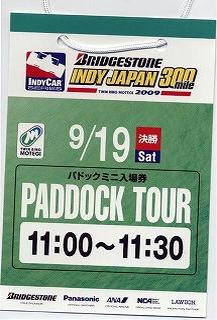 BRIDGESTONE
INDY JAPAN 300 mile
INDYCAR
SERIES
TWIN RING MOTEGI 2009
TWIN RING
MOTEGI
9/19 決勝 Sat
パドックミニ入場券
PADDOCK TOUR
11:00~11:30
BRIDGESTONE Panasonic ANA NCA LAWSON